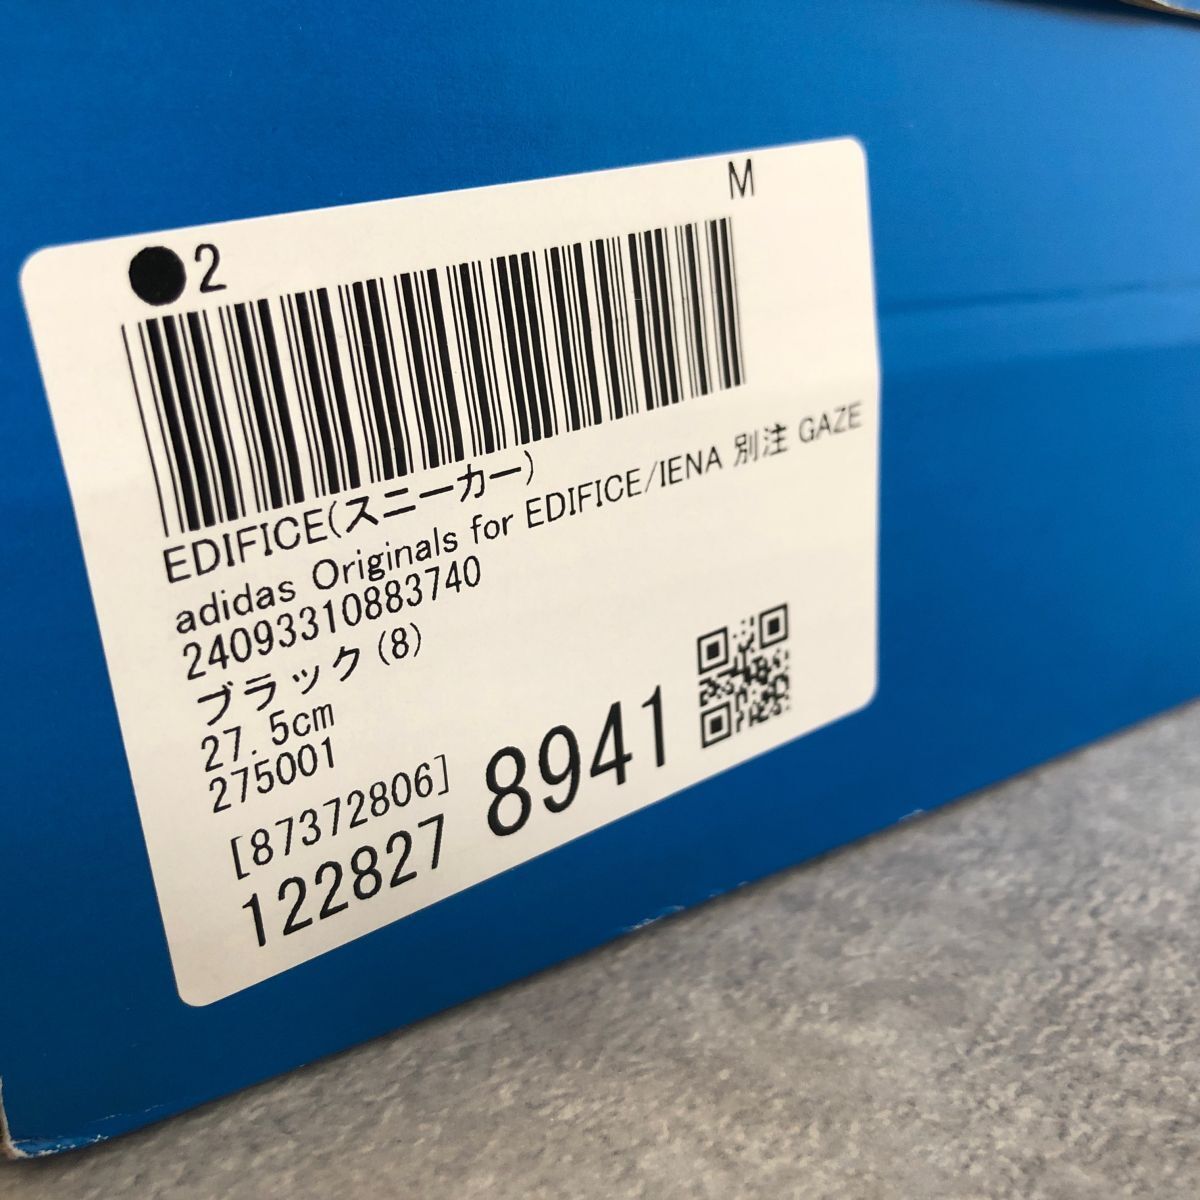 M
●2
EDIFICE(スニーカー)
adidas Originals for EDIFICE/IENA 別注 GAZE
24093310883740
ブラック(8)
27.5cm
275001
[87372806]
122827 8941